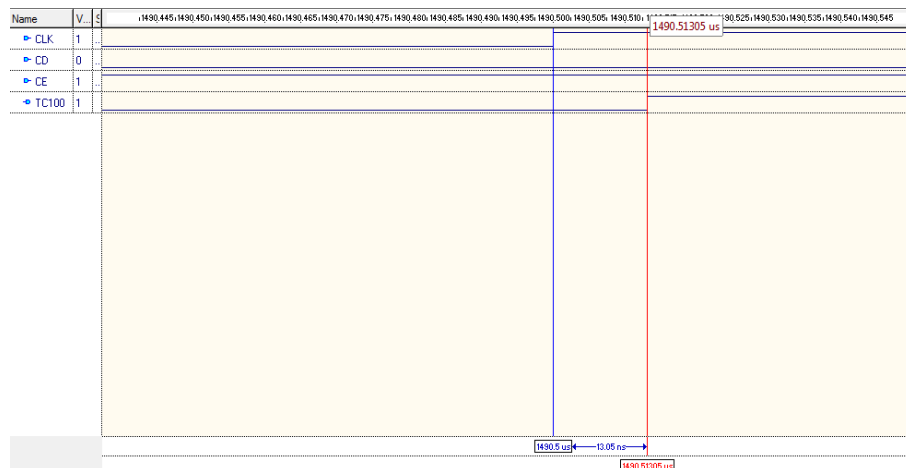 Name V... S 1490.445 1490.450 1490.455 1490.460 1490.465 1490.470 1490.475 1490.480 1490.485 1490.490 1490.495 1490.500 1490.505 1490.510 1490.525 1490.530 1490.535 1490.540 1490.545
1490.51305 us
CLK 1 ..
CD 0 ..
CE 1 ..
TC100 1
1490.5 us 13.05 ns
1490.51305 us